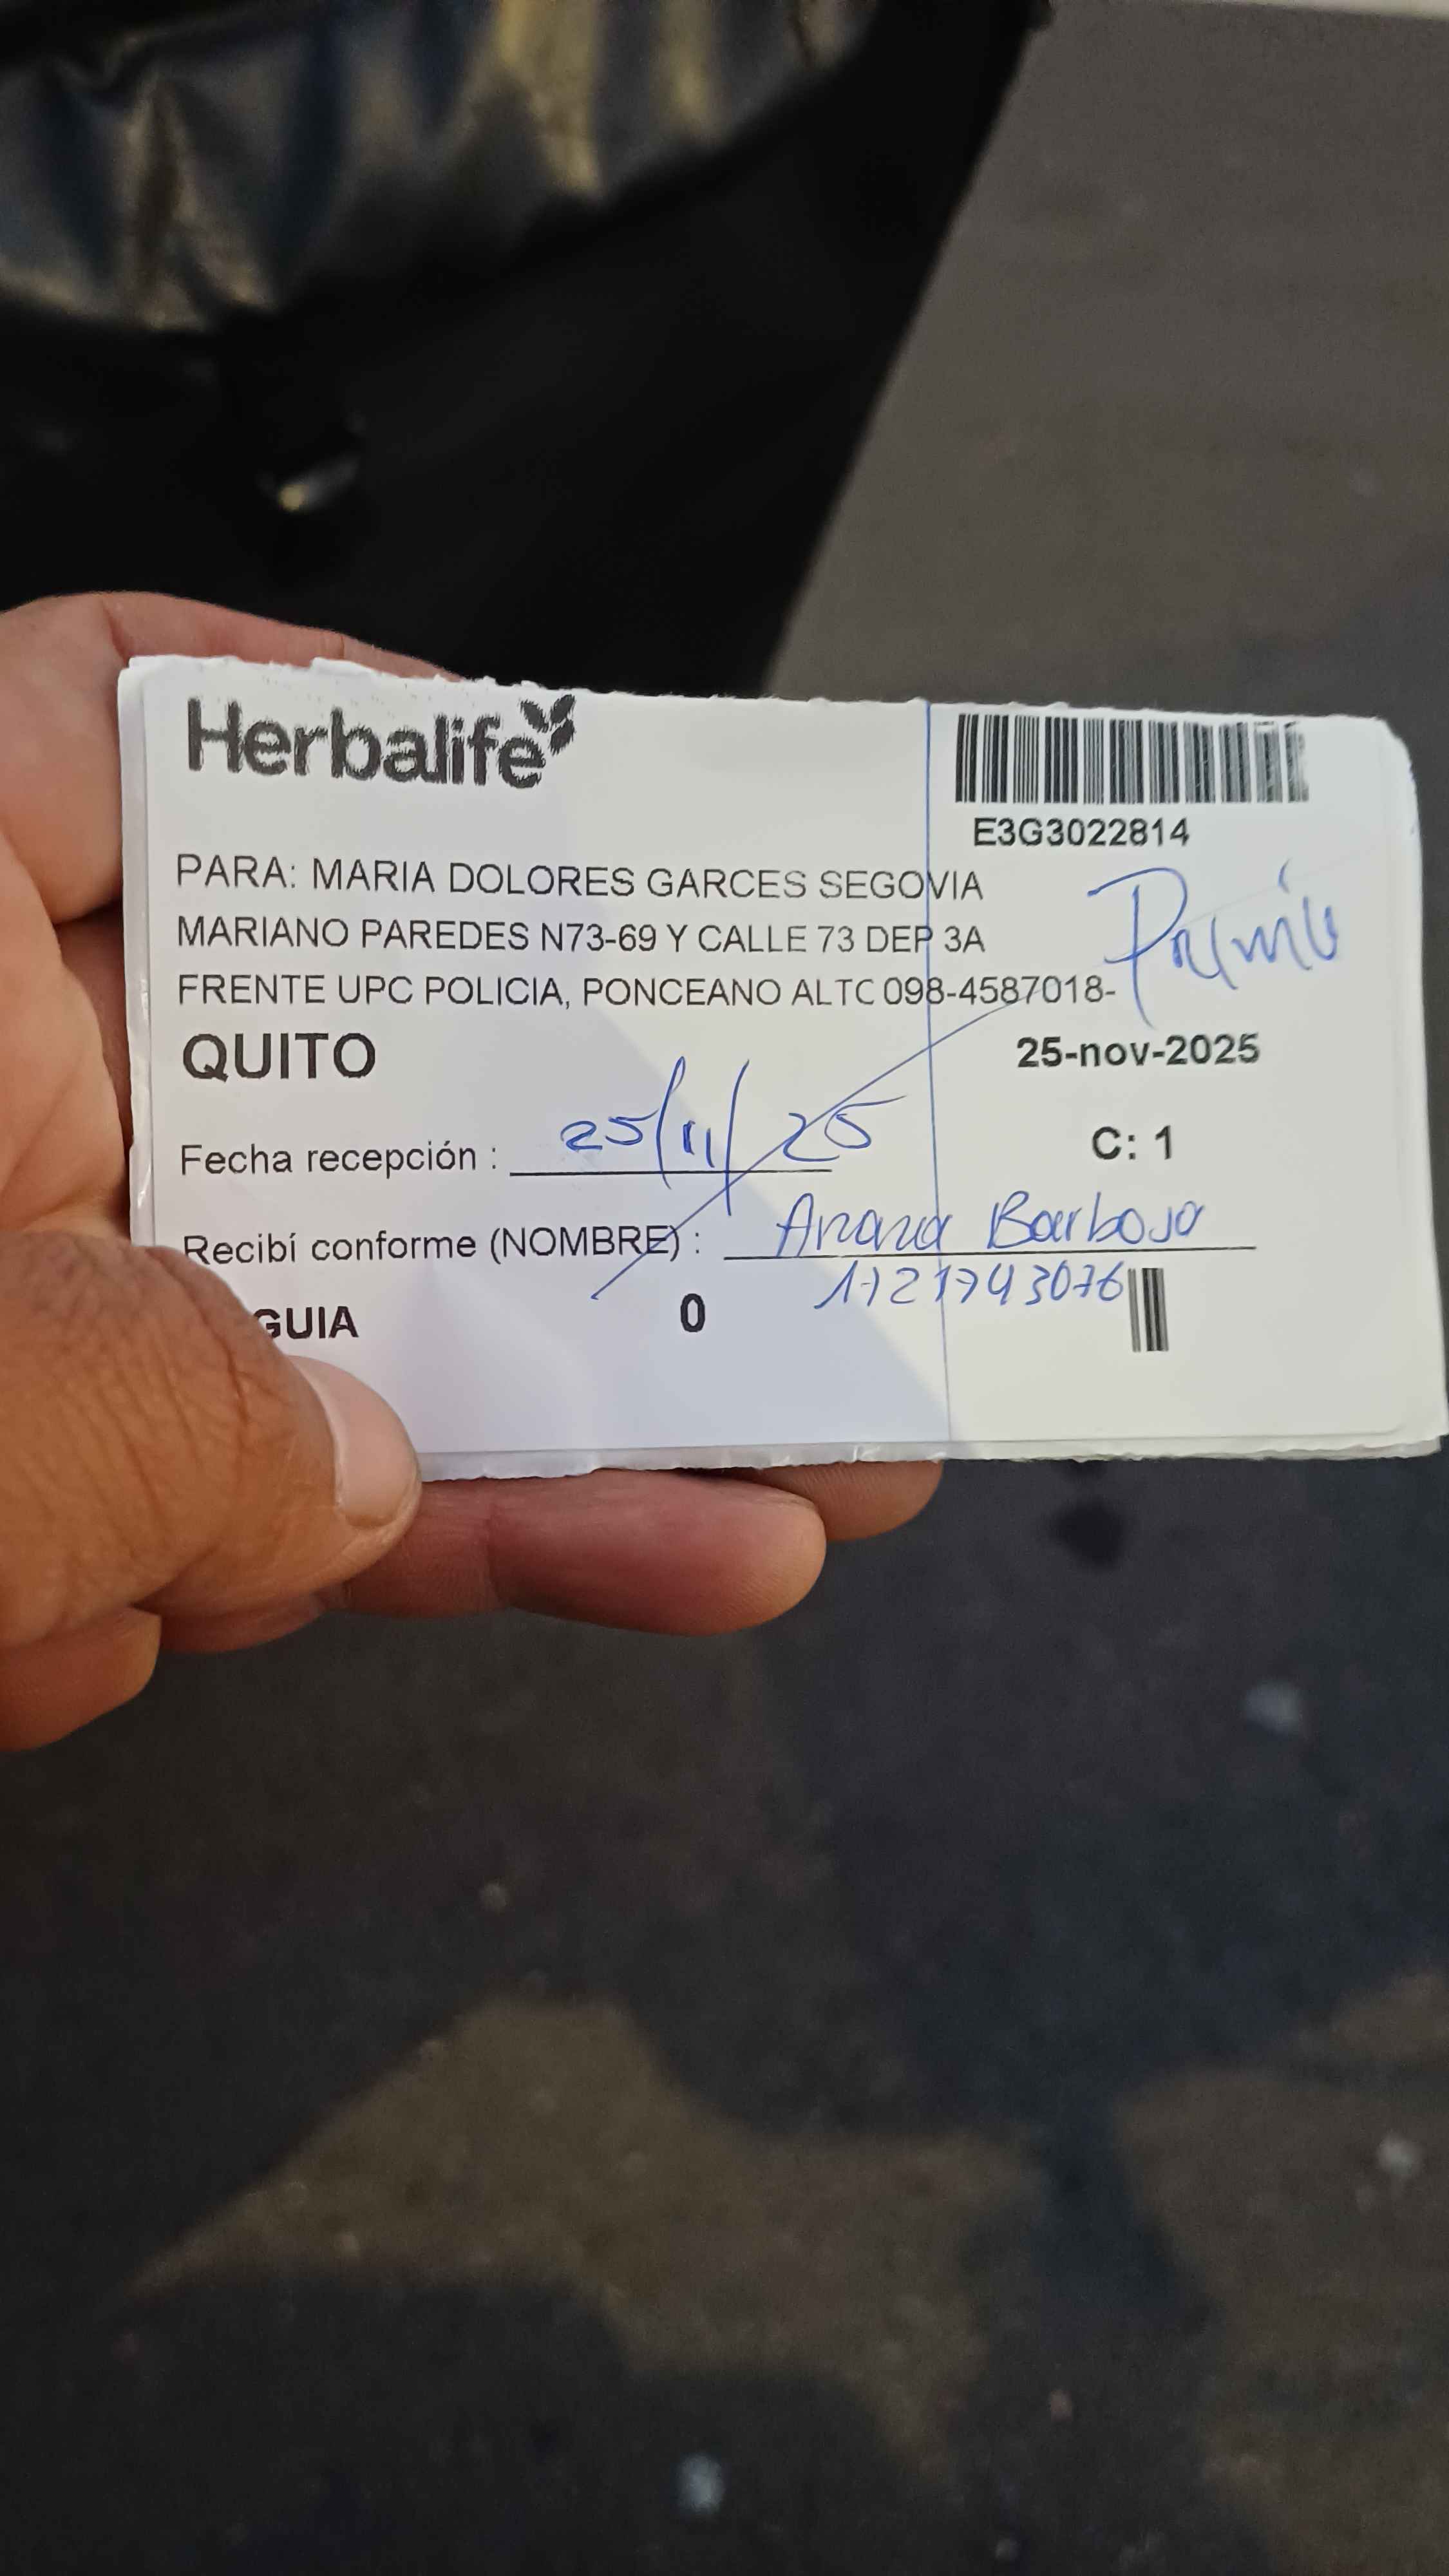 Herbalife
E3G3022814
PARA: MARIA DOLORES GARCES SEGOVIA
MARIANO PAREDES N73-69 Y CALLE 73 DEP 3A
FRENTE UPC POLICIA, PONCEANO ALTO 098-4587018-
QUITO
25-nov-2025
Fecha recepción : 25/11/25
C: 1
Recibí conforme (NOMBRE) : Barbosa
1721743076
GUIA 0